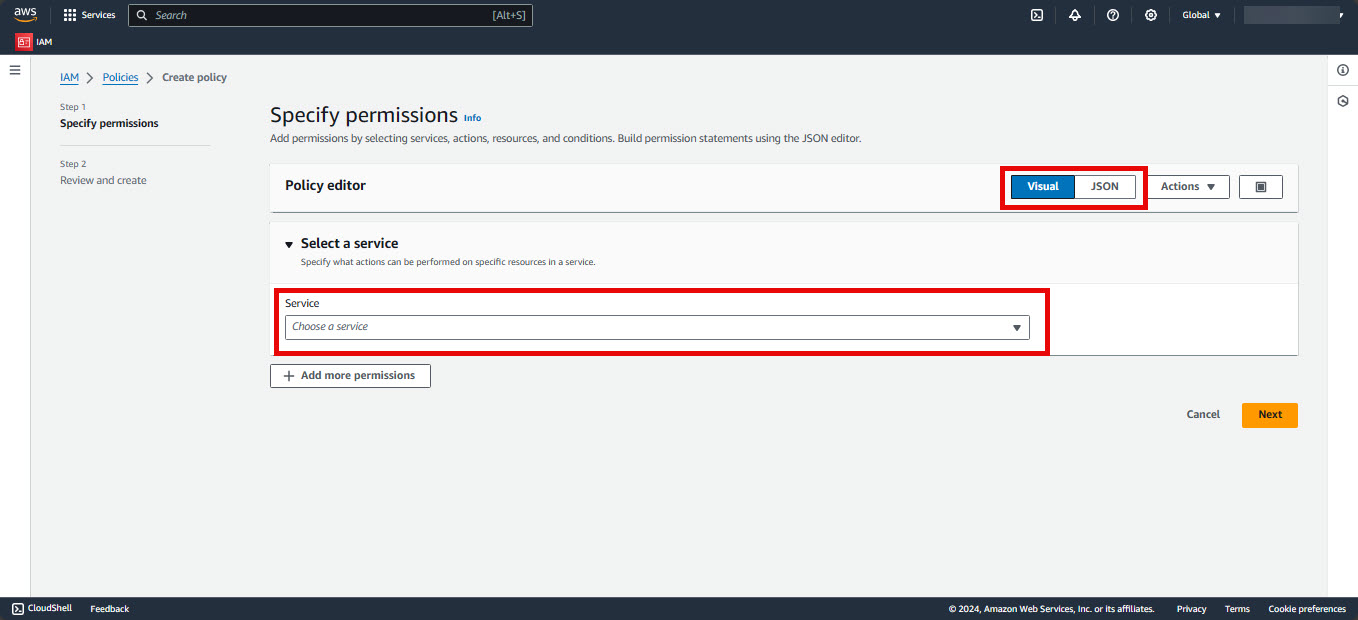 aws Services Search [Alt+S] Global
IAM
IAM Policies Create policy
Step 1
Specify permissions
Step 2
Review and create
Specify permissions Info
Add permissions by selecting services, actions, resources, and conditions. Build permission statements using the JSON editor.
Policy editor Visual JSON Actions
Select a service
Specify what actions can be performed on specific resources in a service.
Service
Choose a service
Add more permissions
Cancel Next
CloudShell Feedback © 2024, Amazon Web Services, Inc. or its affiliates. Privacy Terms Cookie preferences